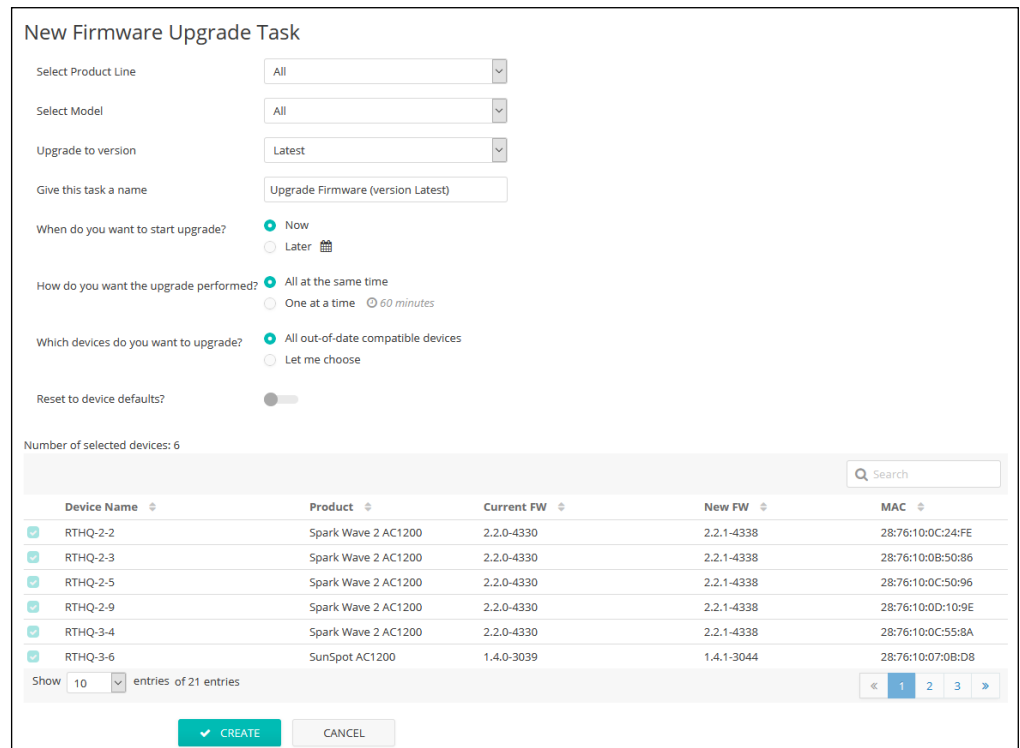 New Firmware Upgrade Task
Select Product Line All
Select Model All
Upgrade to version Latest
Give this task a name Upgrade Firmware (version Latest)
When do you want to start upgrade? Now
Later
How do you want the upgrade performed? All at the same time
One at a time 60 minutes
Which devices do you want to upgrade? All out-of-date compatible devices
Let me choose
Reset to device defaults?
Number of selected devices: 6
Search
Device Name Product Current FW New FW MAC
RTHQ-2-2 Spark Wave 2 AC1200 2.2.0-4330 2.2.1-4338 28:76:10:0C:24:FE
RTHQ-2-3 Spark Wave 2 AC1200 2.2.0-4330 2.2.1-4338 28:76:10:0B:50:86
RTHQ-2-5 Spark Wave 2 AC1200 2.2.0-4330 2.2.1-4338 28:76:10:0C:50:96
RTHQ-2-9 Spark Wave 2 AC1200 2.2.0-4330 2.2.1-4338 28:76:10:0D:10:9E
RTHQ-3-4 Spark Wave 2 AC1200 2.2.0-4330 2.2.1-4338 28:76:10:0C:55:8A
RTHQ-3-6 SunSpot AC1200 1.4.0-3039 1.4.1-3044 28:76:10:07:0B:D8
Show 10 entries of 21 entries « 1 2 3 »
CREATE CANCEL